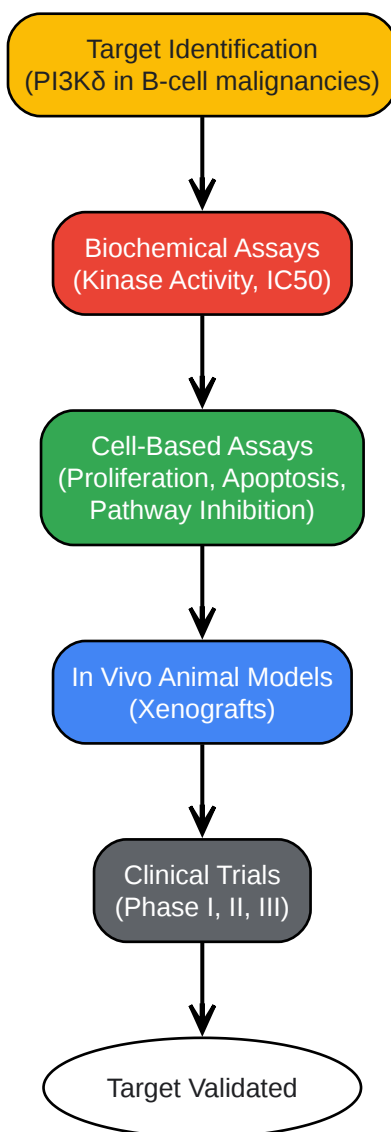 Target Identification
(PI3Kδ in B-cell malignancies)
Biochemical Assays
(Kinase Activity, IC50)
Cell-Based Assays
(Proliferation, Apoptosis,
Pathway Inhibition)
In Vivo Animal Models
(Xenografts)
Clinical Trials
(Phase I, II, III)
Target Validated